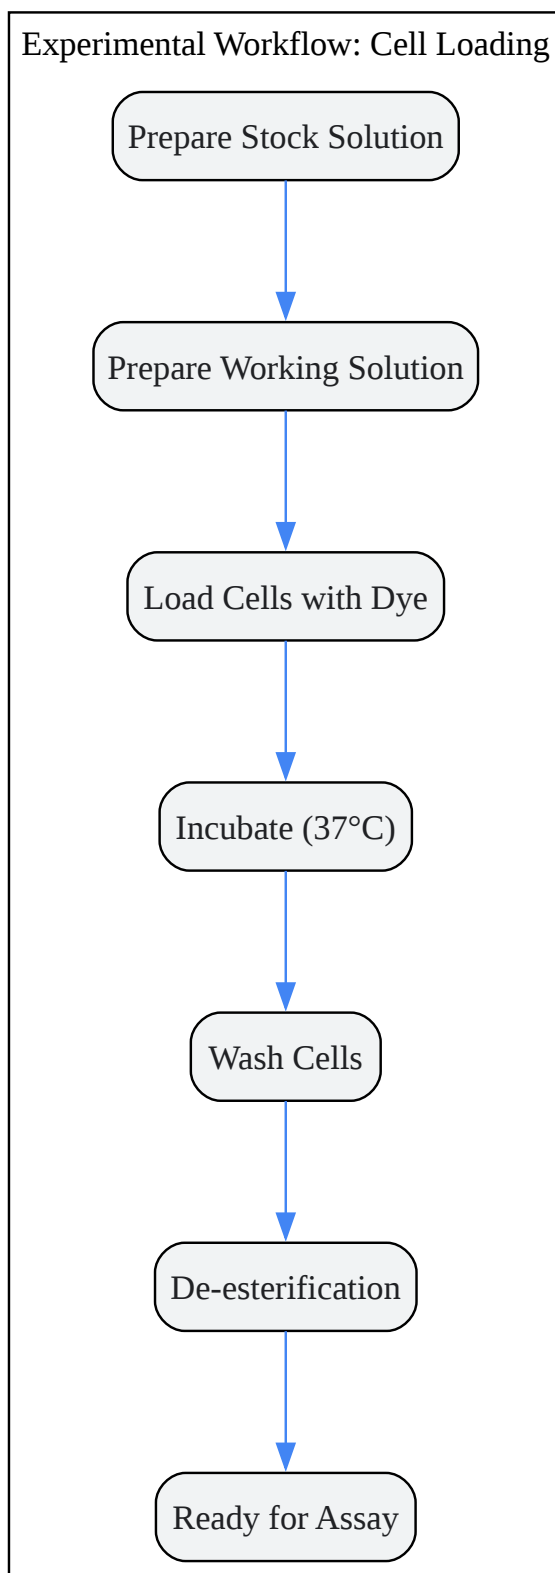 Experimental Workflow: Cell Loading
Prepare Stock Solution
Prepare Working Solution
Load Cells with Dye
Incubate (37°C)
Wash Cells
De-esterification
Ready for Assay